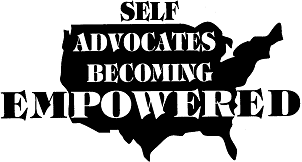 SELF
ADVOCATES
BECOMING
EMPOWERED